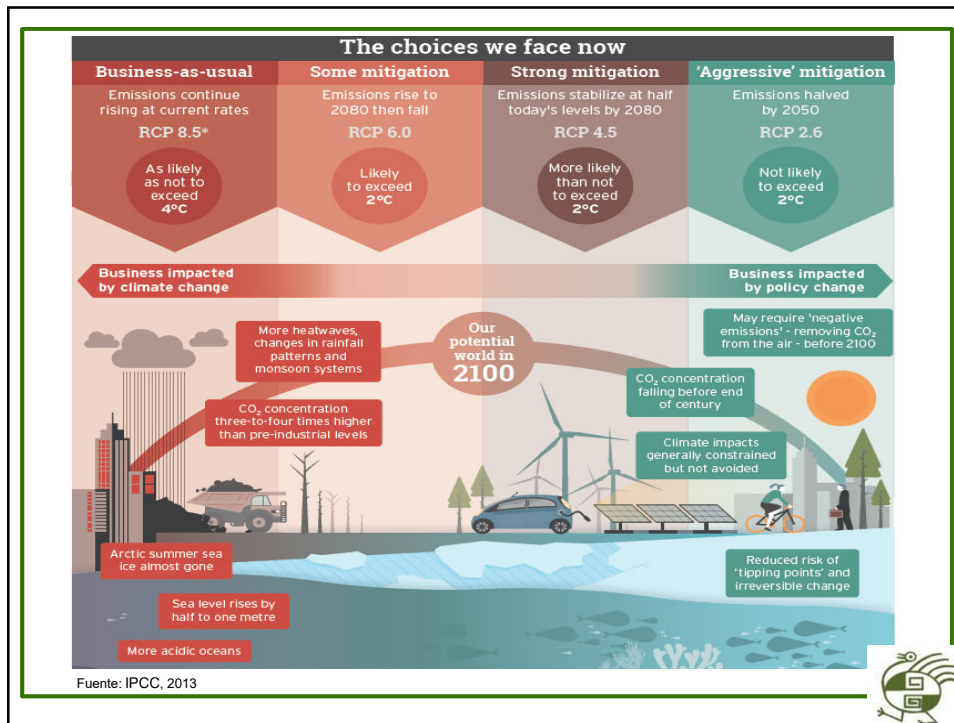 The choices we face now
Business-as-usual
Emissions continue
rising at current rates
RCP 8.5*
As likely
as not to
exceed
4°C
Some mitigation
Emissions rise to
2080 then fall
RCP 6.0
Likely
to exceed
2°C
Strong mitigation
Emissions stabilize at half
today's levels by 2080
RCP 4.5
More likely
than not
to exceed
2°C
'Aggressive' mitigation
Emissions halved
by 2050
RCP 2.6
Not likely
to exceed
2°C
Business impacted
by climate change
Business impacted
by policy change
More heatwaves,
changes in rainfall
patterns and
monsoon systems
Our
potential
world in
2100
May require 'negative
emissions' - removing CO₂
from the air - before 2100
CO₂ concentration
three-to-four times higher
than pre-industrial levels
CO₂ concentration
falling before end
of century
Climate impacts
generally constrained
but not avoided
Arctic summer sea
ice almost gone
Sea level rises by
half to one metre
More acidic oceans
Reduced risk of
'tipping points' and
irreversible change
Fuente: IPCC, 2013